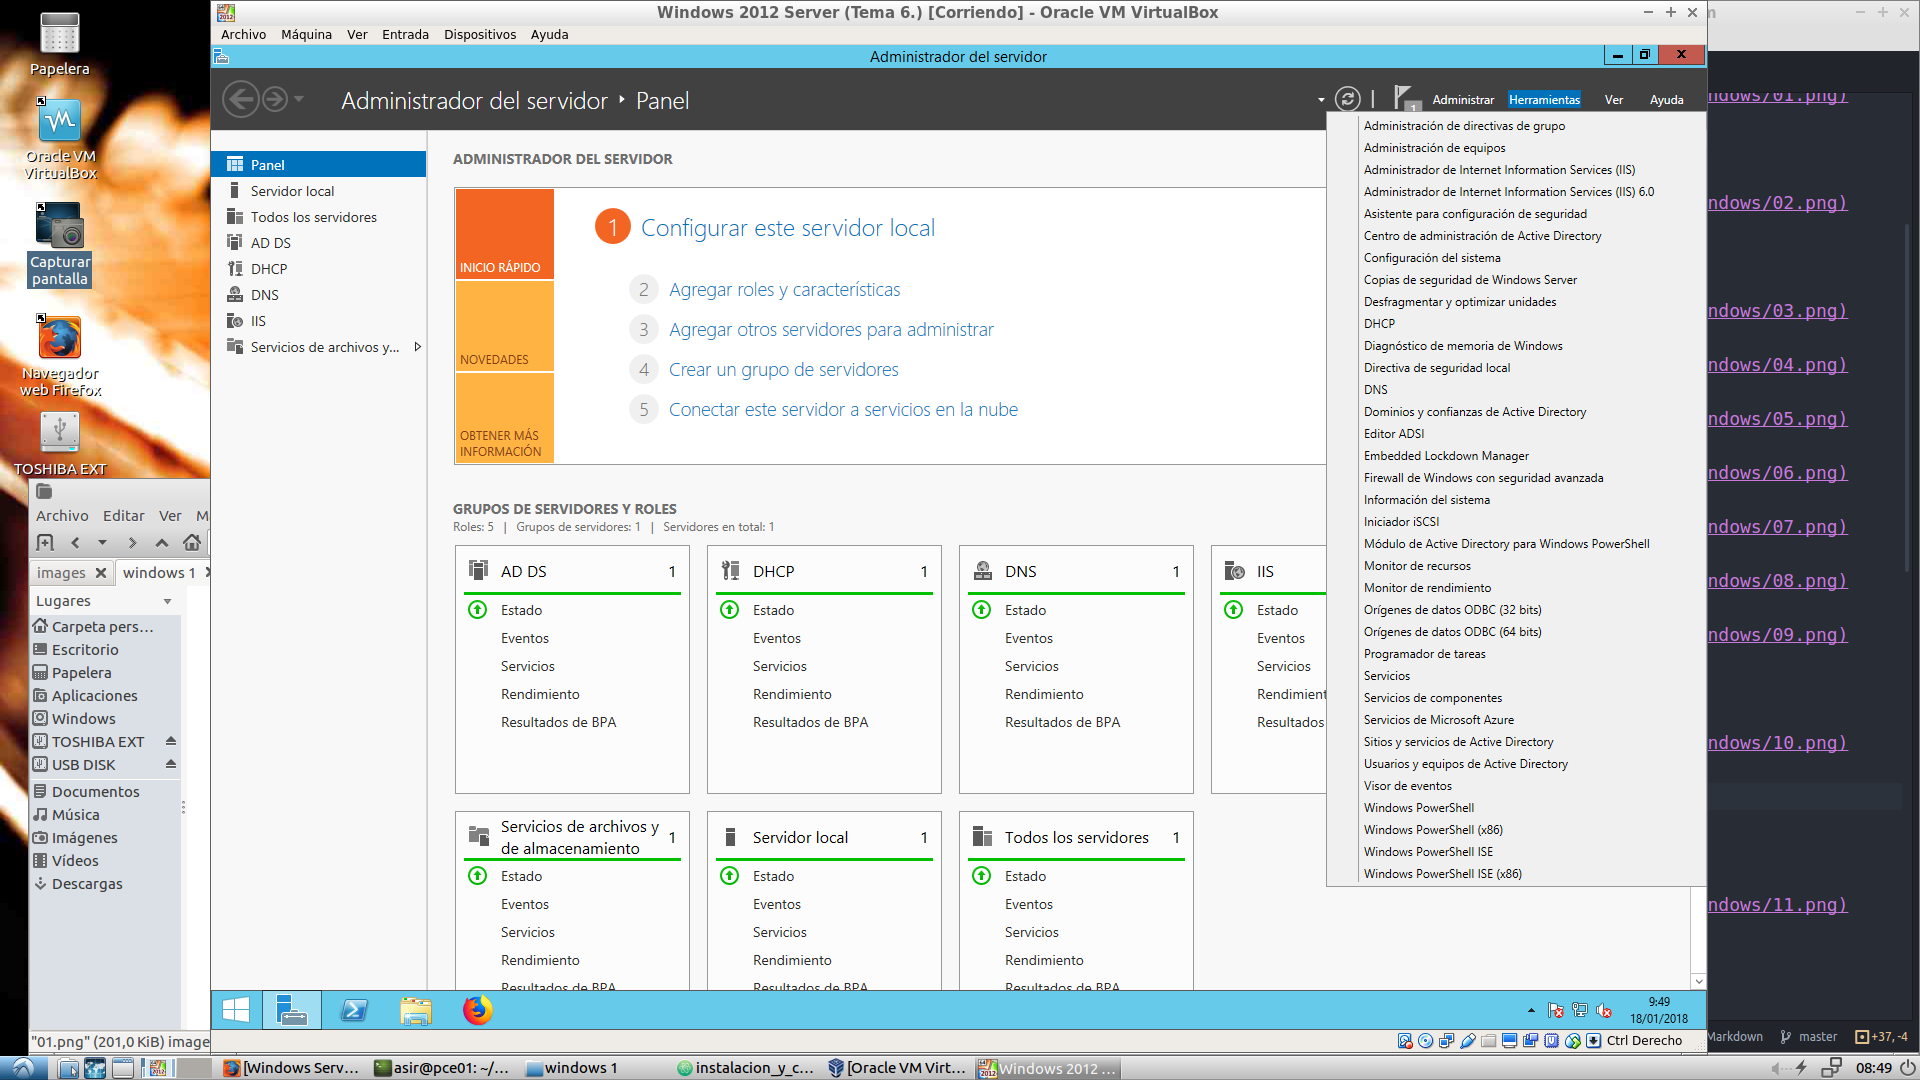 Papelera
Oracle VM
VirtualBox
Capturar
pantalla
Navegador
web Firefox
TOSHIBA EXT
Windows 2012 Server (Tema 6.) [Corriendo] - Oracle VM VirtualBox
Archivo Máquina Ver Entrada Dispositivos Ayuda
Administrador del servidor
Administrador del servidor ‣ Panel
1
Administrar Herramientas Ver Ayuda
Panel
Servidor local
Todos los servidores
AD DS
DHCP
DNS
IIS
Servicios de archivos y...
ADMINISTRADOR DEL SERVIDOR
INICIO RÁPIDO
NOVEDADES
OBTENER MÁS
INFORMACIÓN
1 Configurar este servidor local
2 Agregar roles y características
3 Agregar otros servidores para administrar
4 Crear un grupo de servidores
5 Conectar este servidor a servicios en la nube
GRUPOS DE SERVIDORES Y ROLES
Roles: 5 | Grupos de servidores: 1 | Servidores en total: 1
AD DS 1
Estado
Eventos
Servicios
Rendimiento
Resultados de BPA
DHCP 1
Estado
Eventos
Servicios
Rendimiento
Resultados de BPA
DNS 1
Estado
Eventos
Servicios
Rendimiento
Resultados de BPA
IIS
Estado
Eventos
Servicios
Rendimient
Resultados
Servicios de archivos y
de almacenamiento 1
Estado
Eventos
Servicios
Rendimiento
Resultados de BPA
Servidor local 1
Estado
Eventos
Servicios
Rendimiento
Resultados de BPA
Todos los servidores 1
Estado
Eventos
Servicios
Rendimiento
Resultados de BPA
Administración de directivas de grupo
Administración de equipos
Administrador de Internet Information Services (IIS)
Administrador de Internet Information Services (IIS) 6.0
Asistente para configuración de seguridad
Centro de administración de Active Directory
Configuración del sistema
Copias de seguridad de Windows Server
Desfragmentar y optimizar unidades
DHCP
Diagnóstico de memoria de Windows
Directiva de seguridad local
DNS
Dominios y confianzas de Active Directory
Editor ADSI
Embedded Lockdown Manager
Firewall de Windows con seguridad avanzada
Información del sistema
Iniciador iSCSI
Módulo de Active Directory para Windows PowerShell
Monitor de recursos
Monitor de rendimiento
Orígenes de datos ODBC (32 bits)
Orígenes de datos ODBC (64 bits)
Programador de tareas
Servicios
Servicios de componentes
Servicios de Microsoft Azure
Sitios y servicios de Active Directory
Usuarios y equipos de Active Directory
Visor de eventos
Windows PowerShell
Windows PowerShell (x86)
Windows PowerShell ISE
Windows PowerShell ISE (x86)
9:49
18/01/2018
Ctrl Derecho
m
ndows/01.png)
ndows/02.png)
ndows/03.png)
ndows/04.png)
ndows/05.png)
ndows/06.png)
ndows/07.png)
ndows/08.png)
ndows/09.png)
ndows/10.png)
ndows/11.png)
Markdown master +37, -4
Archivo Editar Ver M
images windows 1
Lugares
Carpeta pers...
Escritorio
Papelera
Aplicaciones
Windows
TOSHIBA EXT
USB DISK
Documentos
Música
Imágenes
Vídeos
Descargas
"01.png" (201,0 KiB) image
[Windows Serv... asir@pce01: ~/... windows 1 instalacion_y_c... [Oracle VM Virt... Windows 2012 ... 08:49